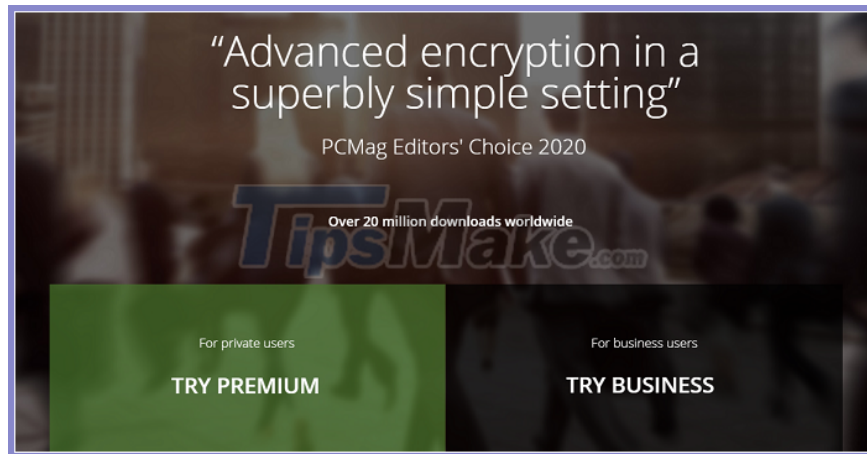 “Advanced encryption in a
superbly simple setting”
PCMag Editors' Choice 2020
Over 20 million downloads worldwide
TipsMake.com
For private users
TRY PREMIUM
For business users
TRY BUSINESS